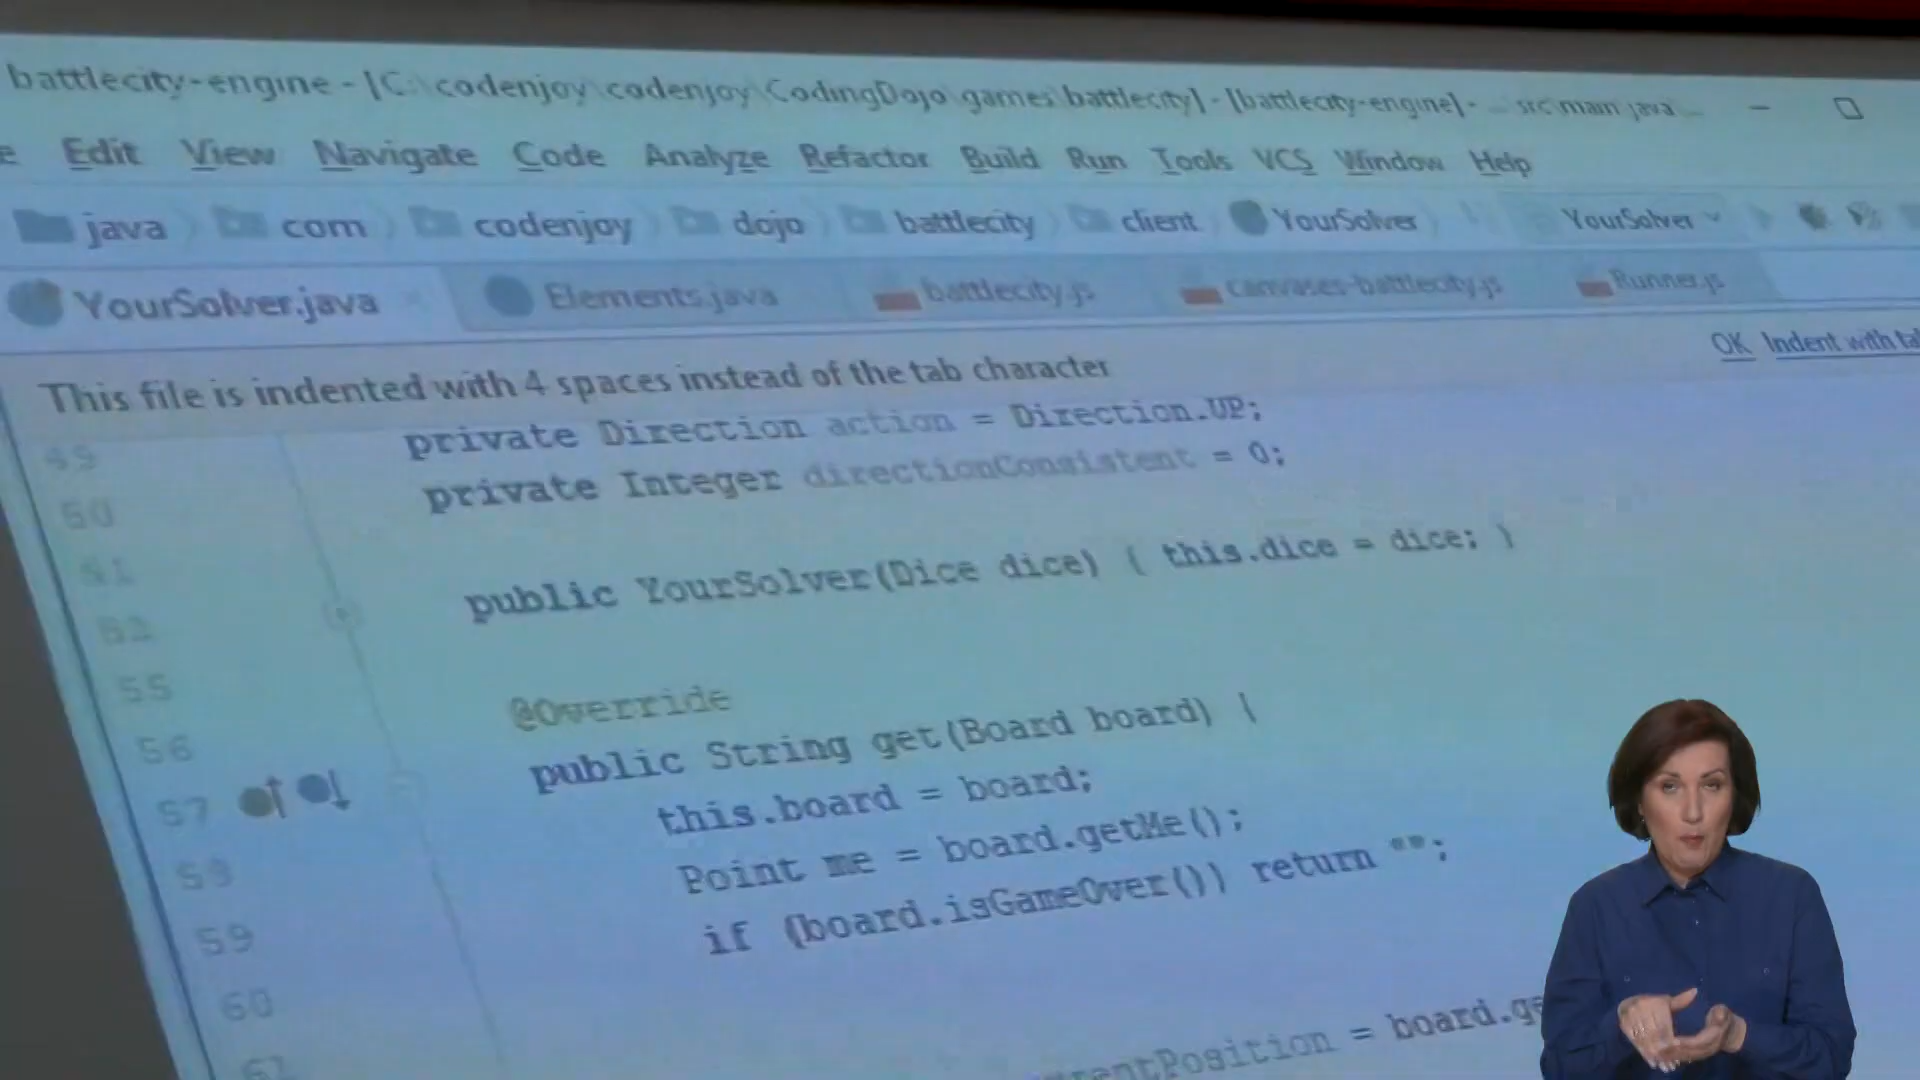 battlecity-engine - [C:\codenjoy\codenjoy\CodingDojo\games\battlecity] - [battlecity-engine] - ...\src\main\java\...
Edit View Navigate Code Analyze Refactor Build Run Tools VCS Window Help
java com codenjoy dojo battlecity client YourSolver YourSolver
YourSolver.java Elements.java battlecity.js canvases-battlecity.js Runner.js
This file is indented with 4 spaces instead of the tab character OK Indent with
private Direction action = Direction.UP;
50 private Integer directionConsistent = 0;
public YourSolver(Dice dice) { this.dice = dice; }
55
56 @Override
57 public String get(Board board) {
this.board = board;
59 Point me = board.getMe();
60 if (board.isGameOver()) return "";
= board.ge